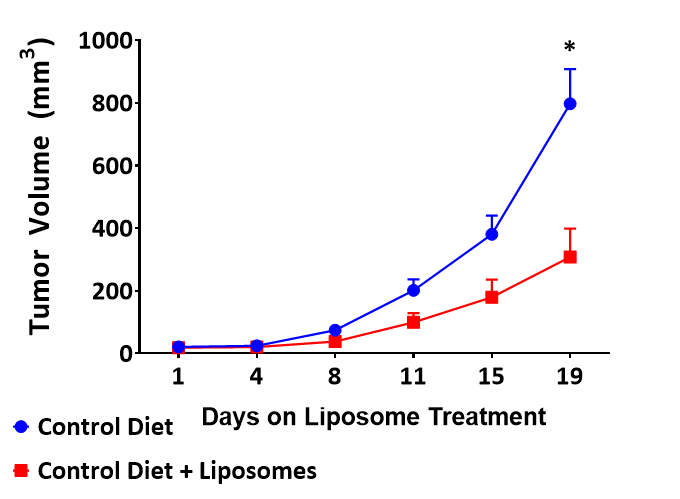 Tumor Volume (mm³)
1000
*
800
600
400
200
0
1 4 8 11 15 19
Days on Liposome Treatment
Control Diet
Control Diet + Liposomes